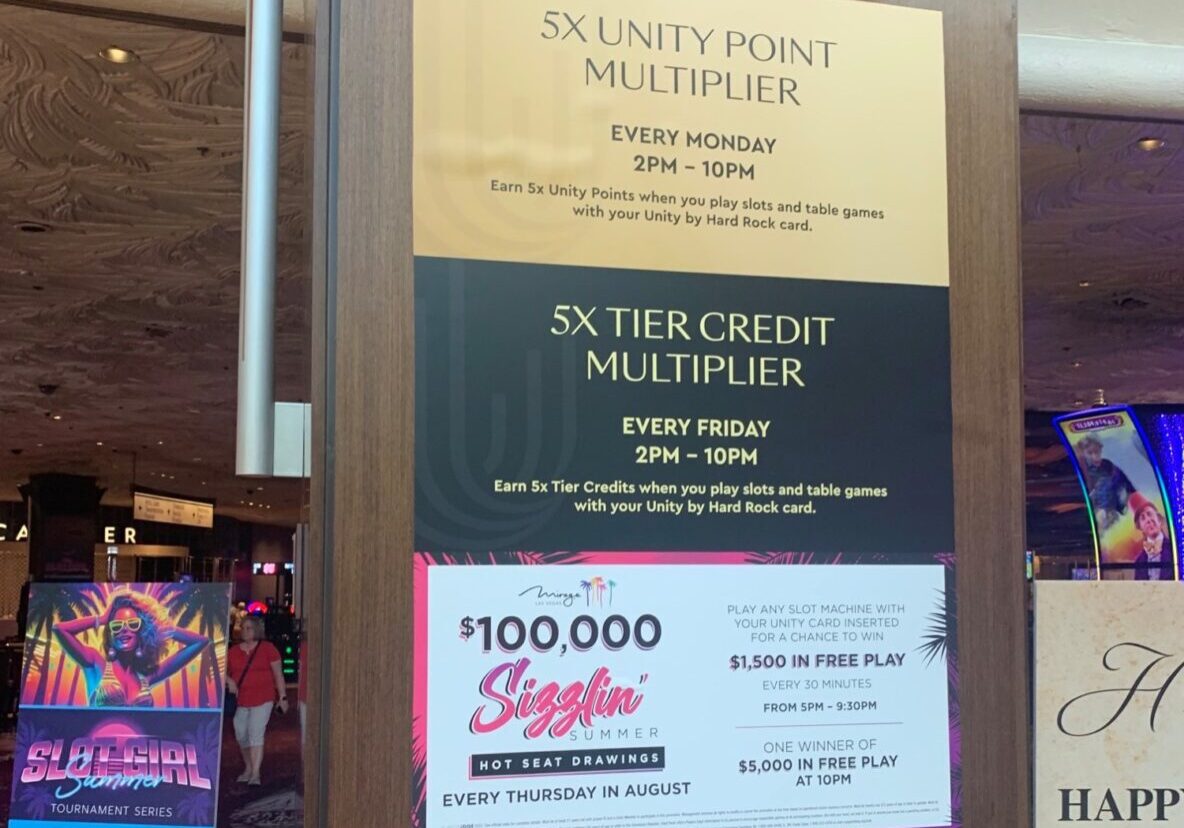 5X UNITY POINT
MULTIPLIER
EVERY MONDAY
2PM – 10PM
Earn 5x Unity Points when you play slots and table games
with your Unity by Hard Rock card.
5X TIER CREDIT
MULTIPLIER
EVERY FRIDAY
2PM – 10PM
Earn 5x Tier Credits when you play slots and table games
with your Unity by Hard Rock card.
Mirage
LAS VEGAS
$100,000
Sizzlin'
SUMMER
HOT SEAT DRAWINGS
EVERY THURSDAY IN AUGUST
PLAY ANY SLOT MACHINE WITH
YOUR UNITY CARD INSERTED
FOR A CHANCE TO WIN
$1,500 IN FREE PLAY
EVERY 30 MINUTES
FROM 5PM – 9:30PM
ONE WINNER OF
$5,000 IN FREE PLAY
AT 10PM
CA
ER
SLOT GIRL
Summer
TOURNAMENT SERIES
H
HAPPY